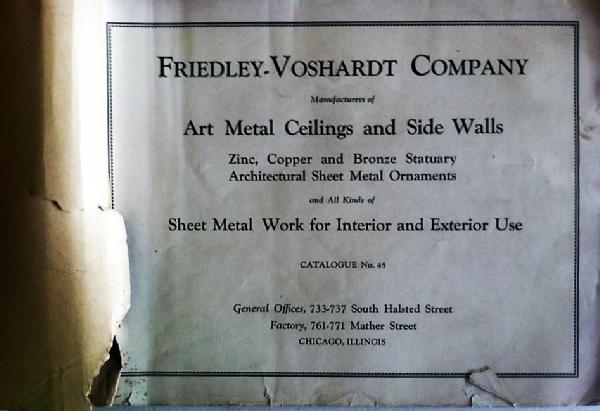 FRIEDLEY-VOSHARDT COMPANY
Manufacturers of
Art Metal Ceilings and Side Walls
Zinc, Copper and Bronze Statuary
Architectural Sheet Metal Ornaments
and All Kinds of
Sheet Metal Work for Interior and Exterior Use
CATALOGUE No. 45
General Offices, 733-737 South Halsted Street
Factory, 761-771 Mather Street
CHICAGO, ILLINOIS